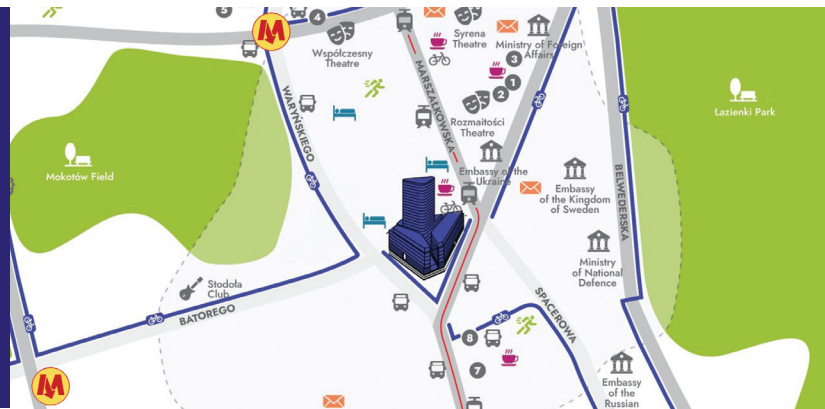 5
4
M
Współczesny
Theatre
Syrena
Theatre
Ministry of Foreign
Affairs
3
1
2
Rozmaitości
Theatre
MARSZAŁKOWSKA
WARYŃSKIEGO
Łazienki Park
Mokotów Field
Embassy of the
Ukraine
Embassy
of the Kingdom
of Sweden
BELWEDERSKA
Ministry
of National
Defence
Stodoła
Club
BATOREGO
SPACEROWA
8
7
M
Embassy
of the
Russian